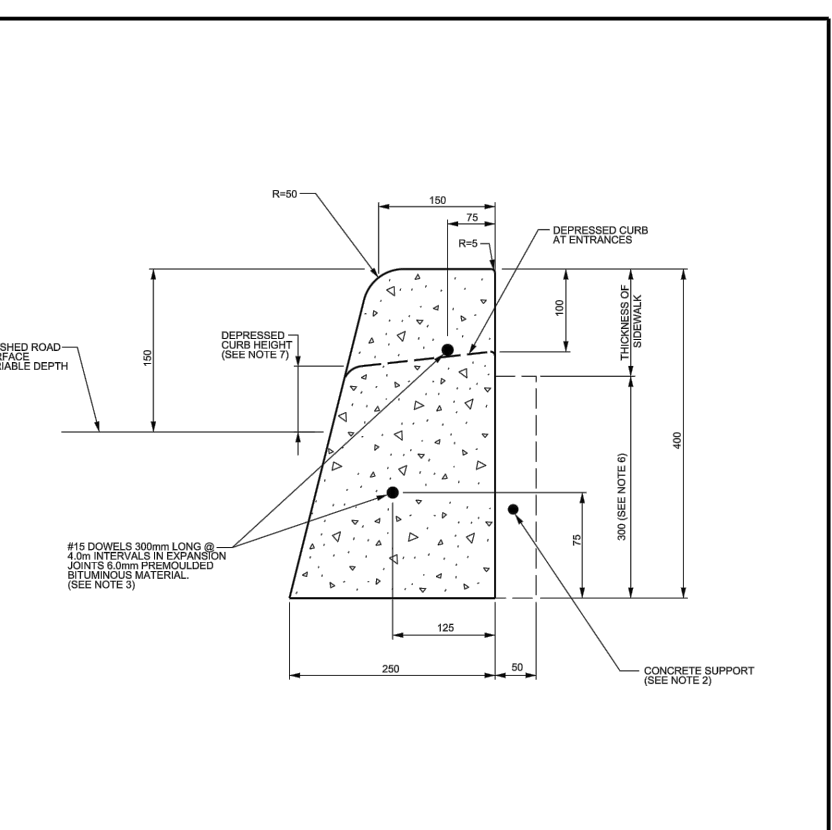 R=50
150
75
R=5
DEPRESSED CURB
AT ENTRANCES
100
THICKNESS OF
SIDEWALK
SHED ROAD
RFACE
RIABLE DEPTH
150
DEPRESSED
CURB HEIGHT
(SEE NOTE 7)
400
300 (SEE NOTE 6)
75
#15 DOWELS 300mm LONG @
4.0m INTERVALS IN EXPANSION
JOINTS 6.0mm PREMOULDED
BITUMINOUS MATERIAL.
(SEE NOTE 3)
125
250
50
CONCRETE SUPPORT
(SEE NOTE 2)